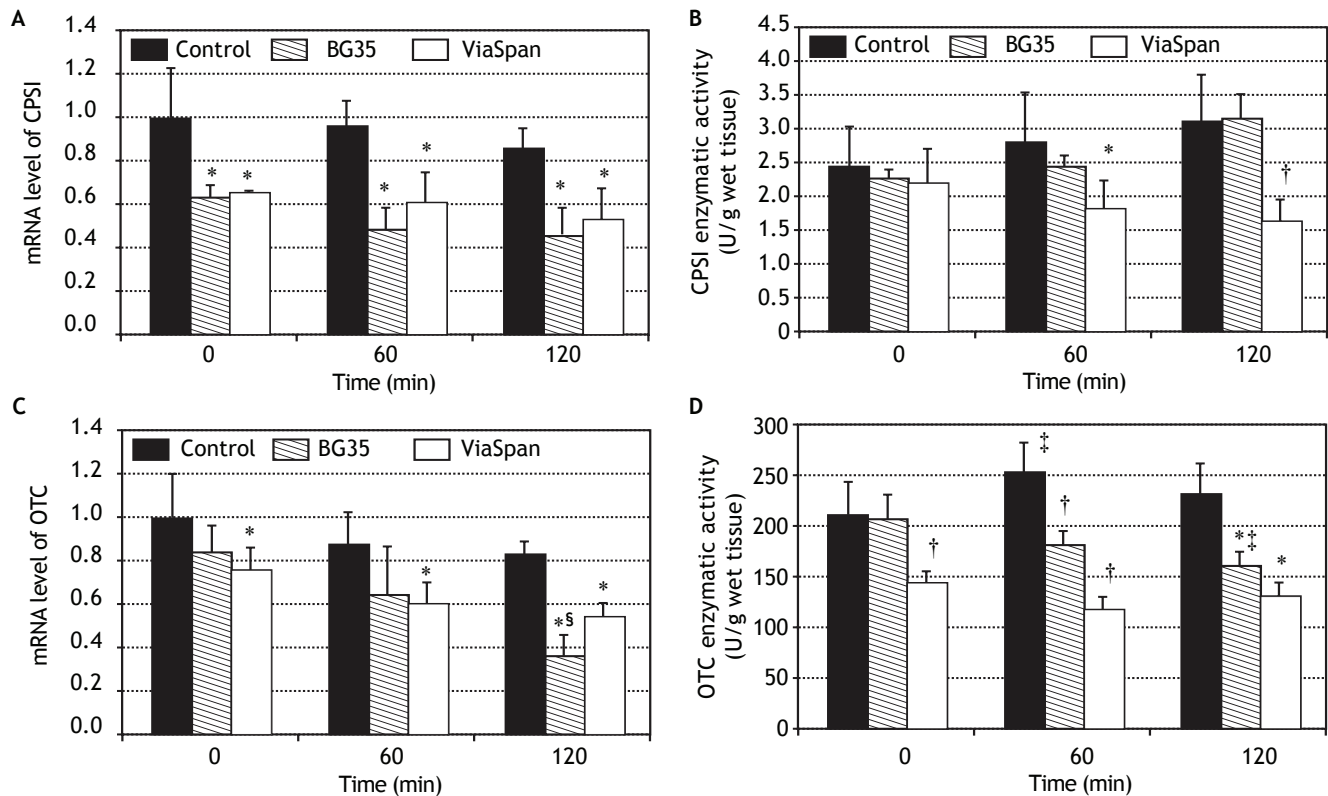 A
1.4
Control BG35 ViaSpan
1.2
1.0
0.8
0.6
0.4
0.2
0.0
mRNA level of CPSI
* *
* *
* *
0 60 120
Time (min)
B
4.5
Control BG35 ViaSpan
4.0
3.5
3.0
2.5
2.0
1.5
1.0
0.5
0
CPSI enzymatic activity
(U/g wet tissue)
*
†
0 60 120
Time (min)
C
1.4
Control BG35 ViaSpan
1.2
1.0
0.8
0.6
0.4
0.2
0.0
mRNA level of OTC
*
*
*§ *
0 60 120
Time (min)
D
300
250
200
150
100
50
0
OTC enzymatic activity
(U/g wet tissue)
†
‡
†
†
*‡ *
0 60 120
Time (min)